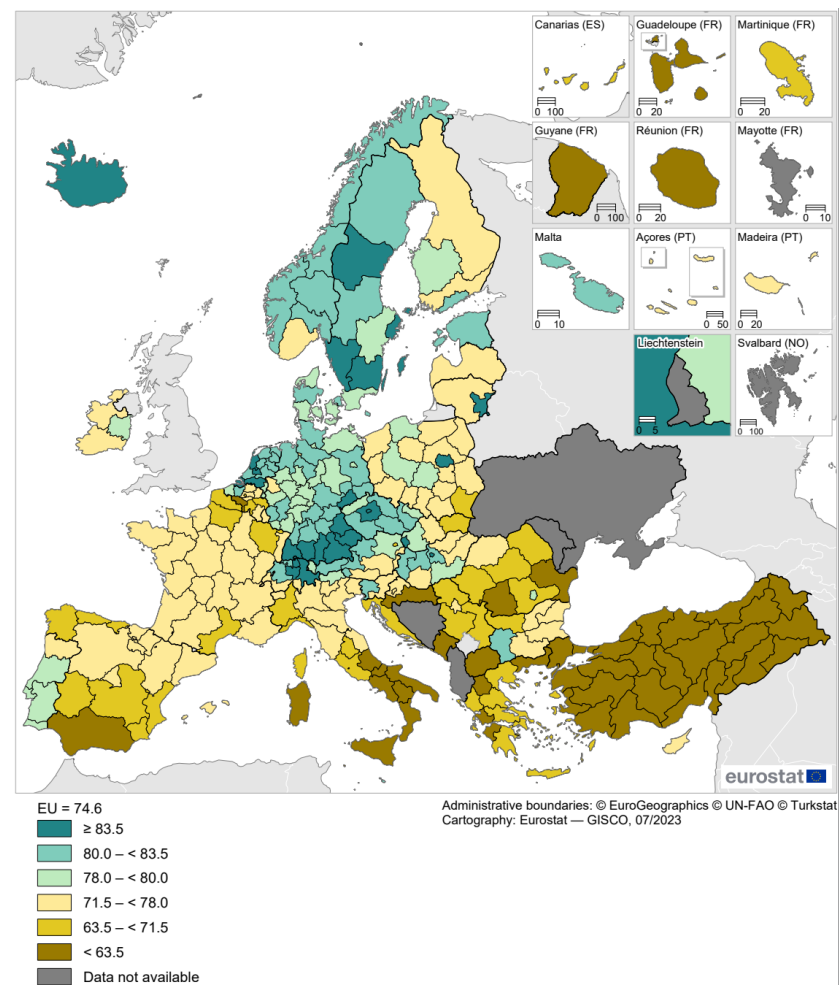 Canarias (ES)
0 100
Guadeloupe (FR)
0 20
Martinique (FR)
0 20
Guyane (FR)
0 100
Réunion (FR)
0 20
Mayotte (FR)
0 10
Malta
0 10
Açores (PT)
0 50
Madeira (PT)
0 20
Liechtenstein
0 5
Svalbard (NO)
0 100
eurostat
EU = 74.6
≥ 83.5
80.0 – < 83.5
78.0 – < 80.0
71.5 – < 78.0
63.5 – < 71.5
< 63.5
Data not available
Administrative boundaries: © EuroGeographics © UN-FAO © Turkstat
Cartography: Eurostat — GISCO, 07/2023